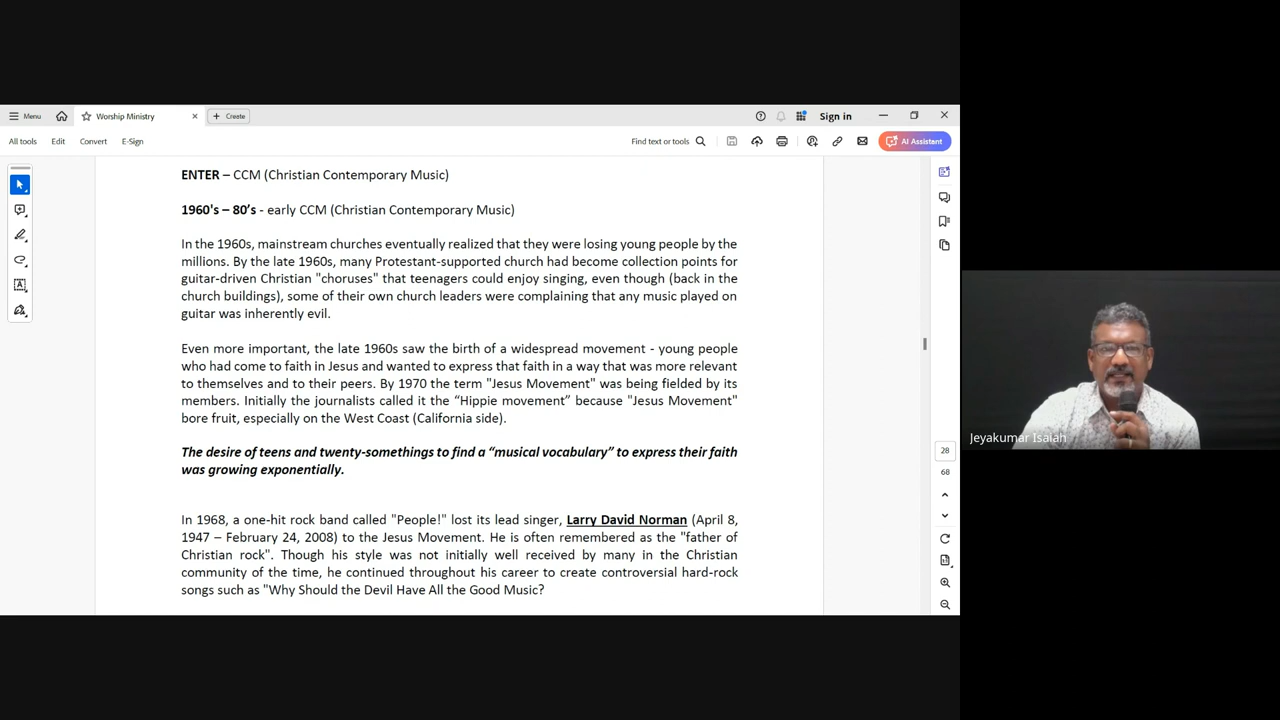 Menu
Worship Ministry
Create
Sign in
All tools
Edit
Convert
E-Sign
Find text or tools
AI Assistant
ENTER – CCM (Christian Contemporary Music)
1960's – 80’s - early CCM (Christian Contemporary Music)
In the 1960s, mainstream churches eventually realized that they were losing young people by the
millions. By the late 1960s, many Protestant-supported church had become collection points for
guitar-driven Christian "choruses" that teenagers could enjoy singing, even though (back in the
church buildings), some of their own church leaders were complaining that any music played on
guitar was inherently evil.
Even more important, the late 1960s saw the birth of a widespread movement - young people
who had come to faith in Jesus and wanted to express that faith in a way that was more relevant
to themselves and to their peers. By 1970 the term "Jesus Movement" was being fielded by its
members. Initially the journalists called it the “Hippie movement” because "Jesus Movement"
bore fruit, especially on the West Coast (California side).
The desire of teens and twenty-somethings to find a “musical vocabulary” to express their faith
was growing exponentially.
In 1968, a one-hit rock band called "People!" lost its lead singer, Larry David Norman (April 8,
1947 – February 24, 2008) to the Jesus Movement. He is often remembered as the "father of
Christian rock". Though his style was not initially well received by many in the Christian
community of the time, he continued throughout his career to create controversial hard-rock
songs such as "Why Should the Devil Have All the Good Music?
28
68
Jeyakumar Isaiah